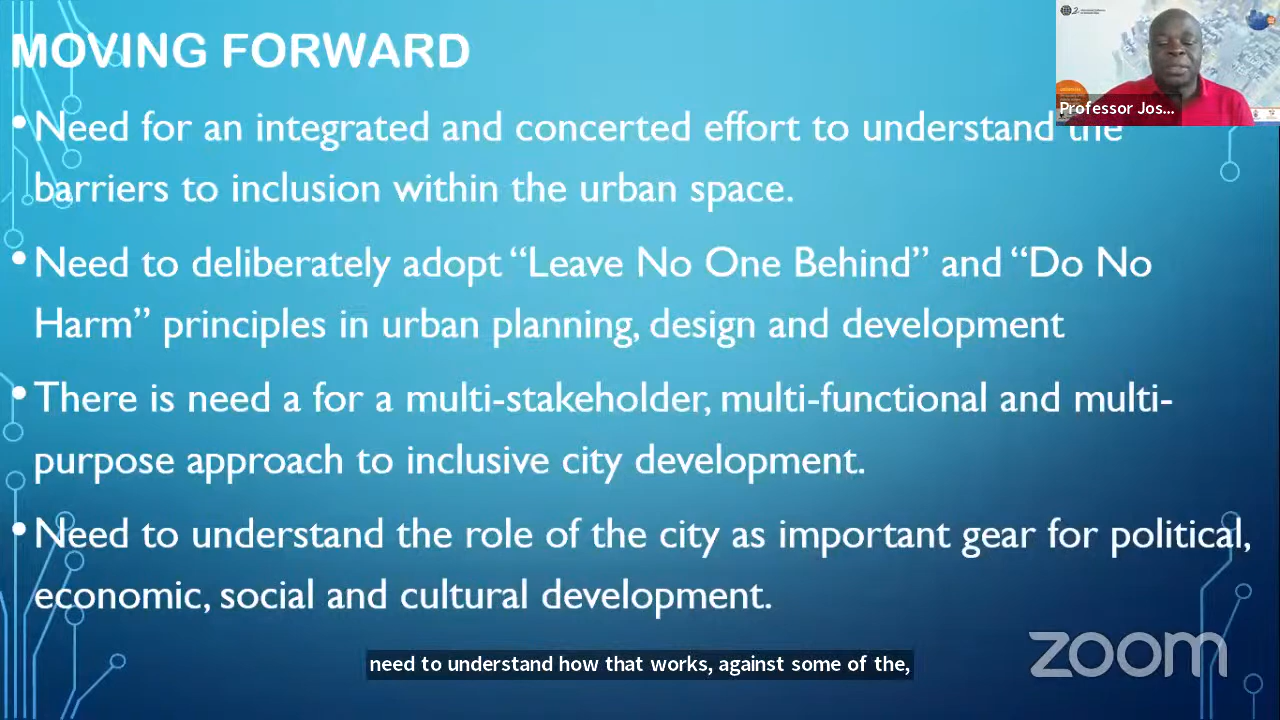 MOVING FORWARD
• Need for an integrated and concerted effort to understand the
barriers to inclusion within the urban space.
• Need to deliberately adopt “Leave No One Behind” and “Do No
Harm” principles in urban planning, design and development
• There is need a for a multi-stakeholder, multi-functional and multi-
purpose approach to inclusive city development.
• Need to understand the role of the city as important gear for political,
economic, social and cultural development.
Professor Jos...
need to understand how that works, against some of the,
zoom